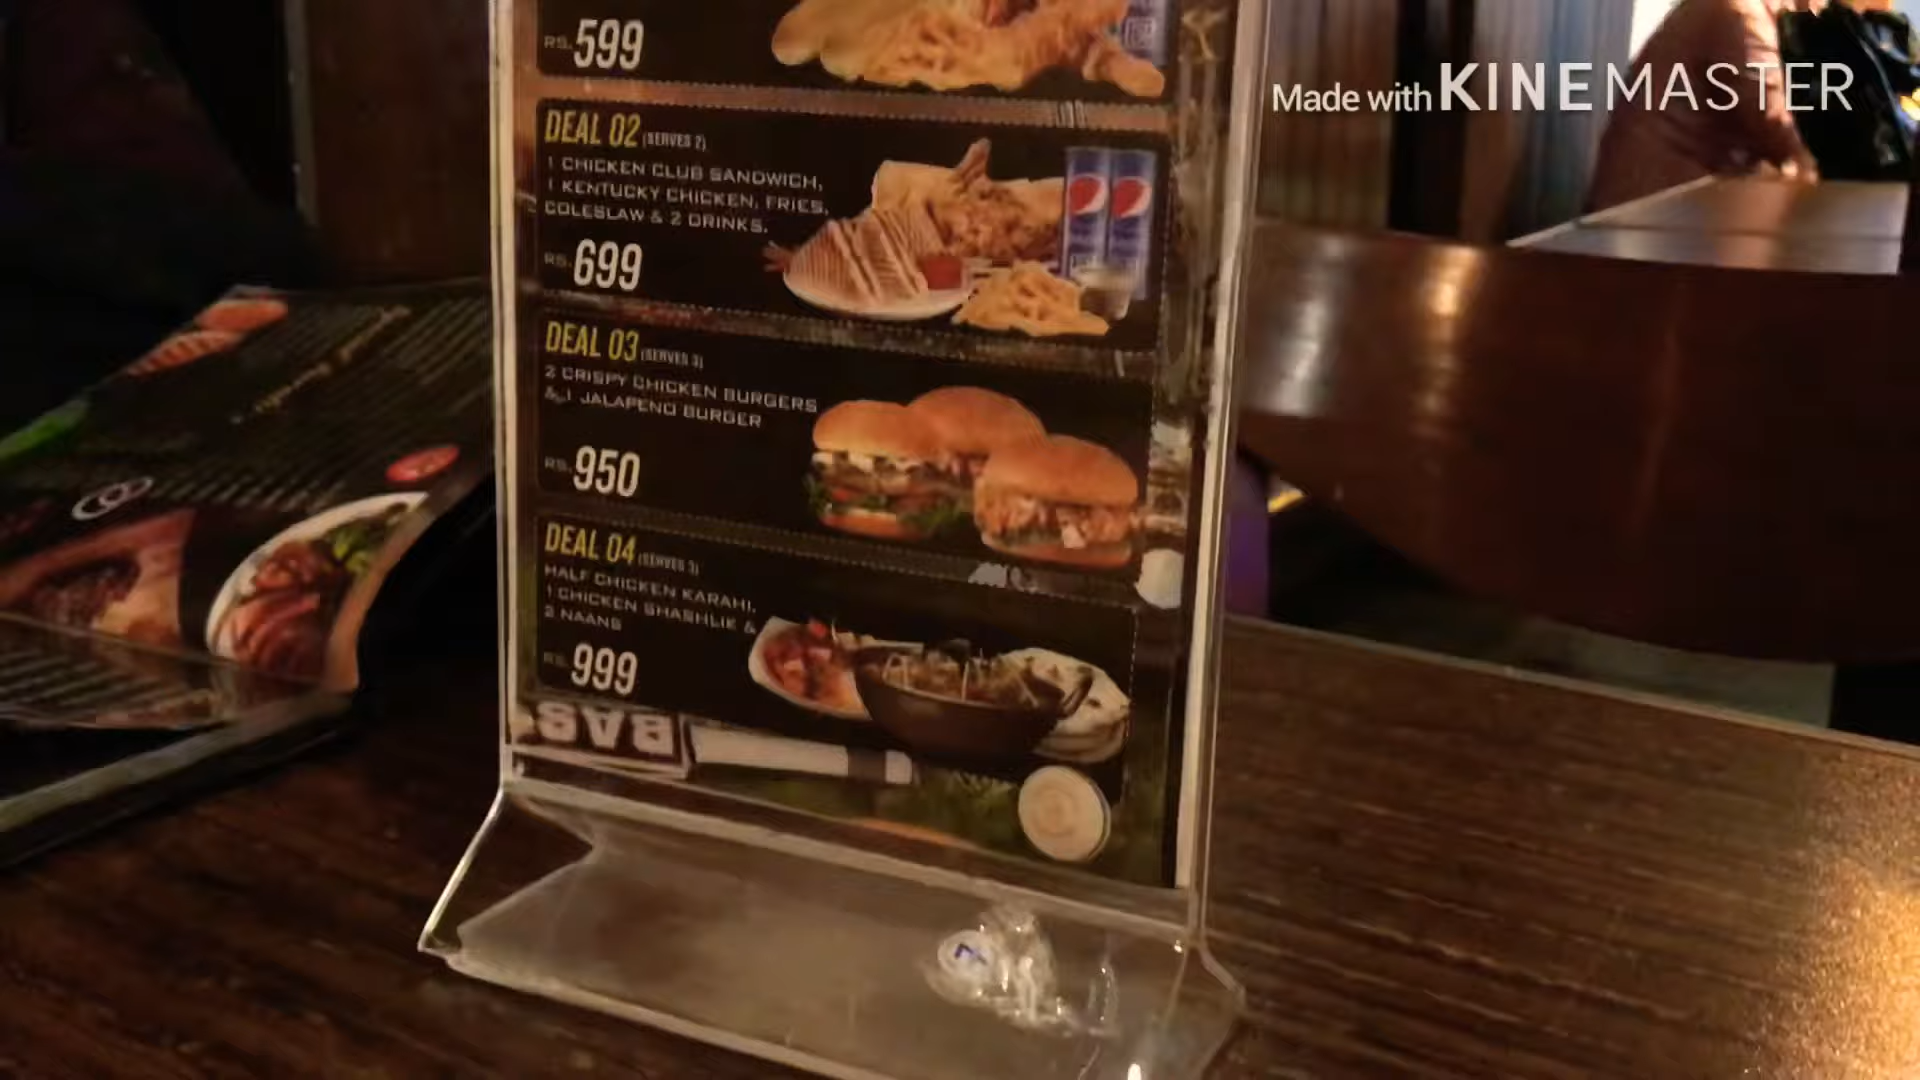 RS. 599
Made with KINEMASTER
DEAL 02 (SERVES 2)
1 CHICKEN CLUB SANDWICH,
1 KENTUCKY CHICKEN, FRIES,
COLESLAW & 2 DRINKS.
RS. 699
DEAL 03 (SERVES 3)
2 CRISPY CHICKEN BURGERS
& 1 JALAPENO BURGER
RS. 950
DEAL 04 (SERVES 3)
HALF CHICKEN KARAHI,
1 CHICKEN SHASHLIK &
2 NAANS
RS. 999
7